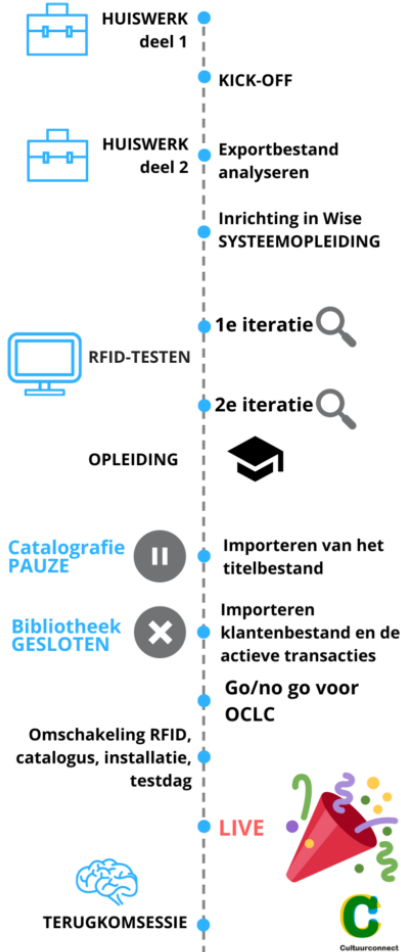 HUISWERK
deel 1
KICK-OFF
HUISWERK
deel 2
Exportbestand
analyseren
Inrichting in Wise
SYSTEEMOPLEIDING
1e iteratie
RFID-TESTEN
2e iteratie
OPLEIDING
Catalografie
PAUZE
Importeren van het
titelbestand
Bibliotheek
GESLOTEN
Importeren
klantenbestand en de
actieve transacties
Go/no go voor
OCLC
Omschakeling RFID,
catalogus, installatie,
testdag
LIVE
TERUGKOMSESSIE
C
Cultuurconnect